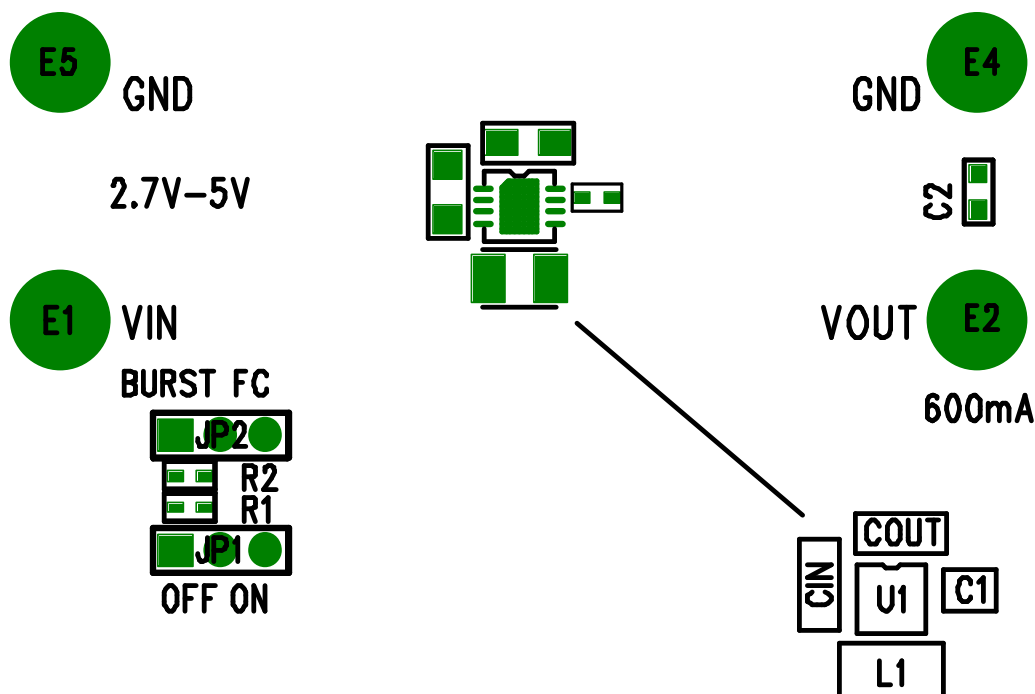 E5
GND
E4
GND
2.7V-5V
C2
E1
VIN
VOUT
E2
BURST FC
600mA
JP2
R2
R1
JP1
OFF ON
COUT
CIN
U1
C1
L1